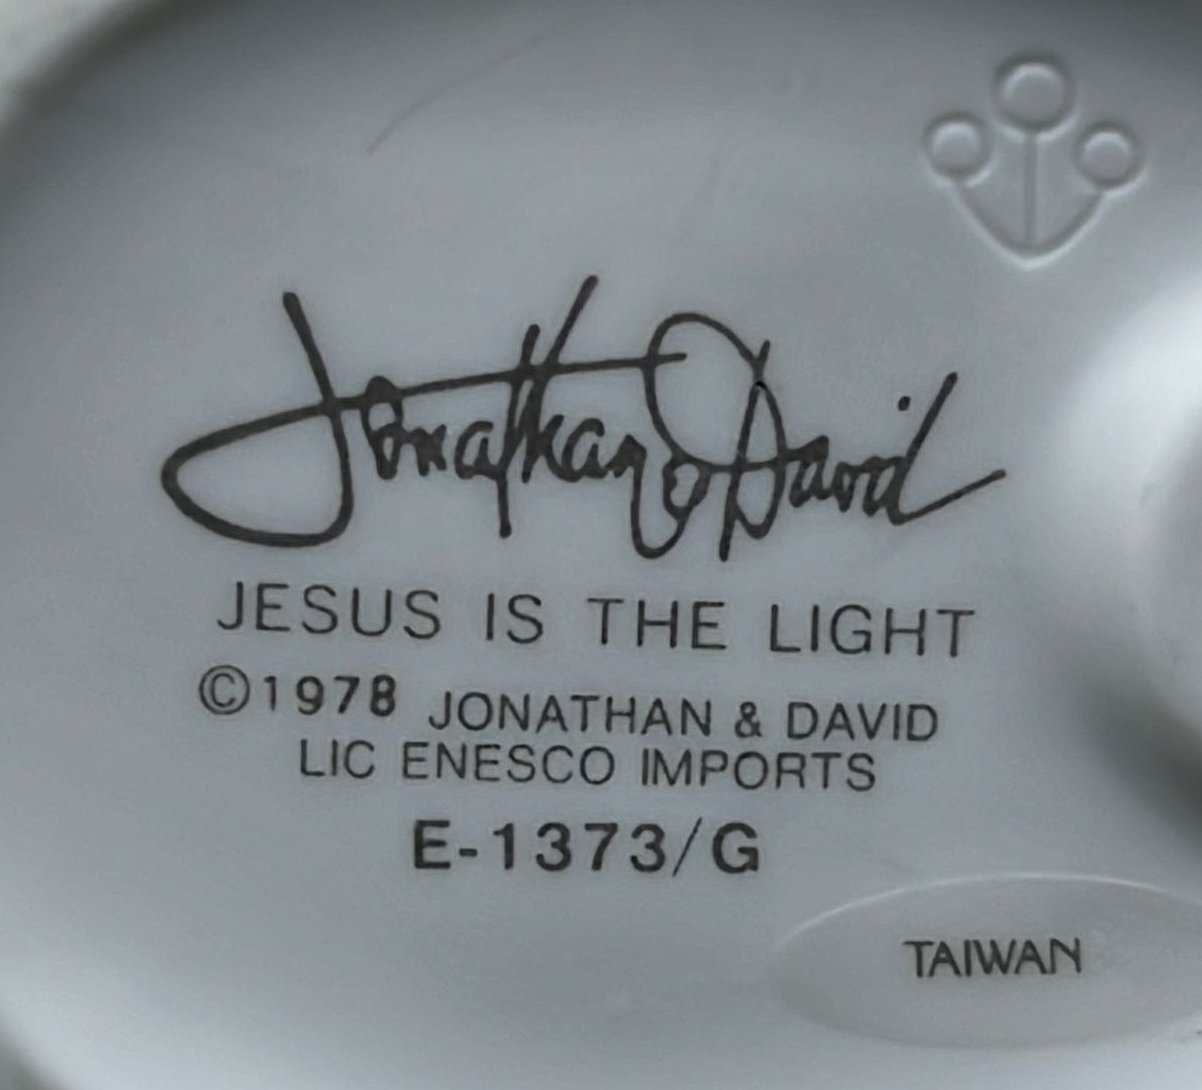 Jonathan & David
JESUS IS THE LIGHT
©1978 JONATHAN & DAVID
LIC ENESCO IMPORTS
E-1373/G
TAIWAN